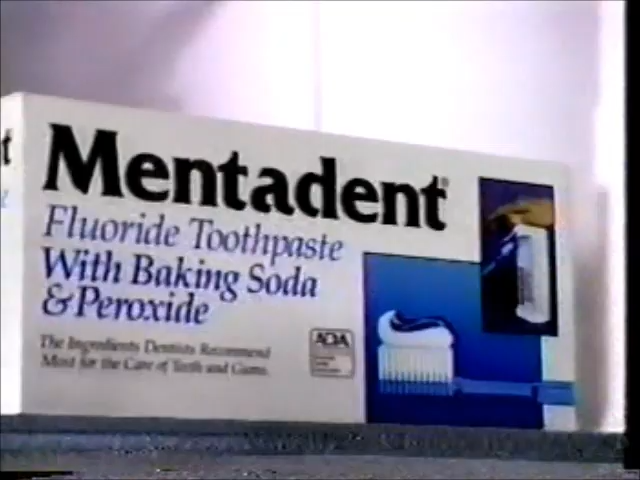 t
Mentadent®
Fluoride Toothpaste
With Baking Soda
& Peroxide
The Ingredients Dentists Recommend
Most for the Care of Teeth and Gums.
ADA